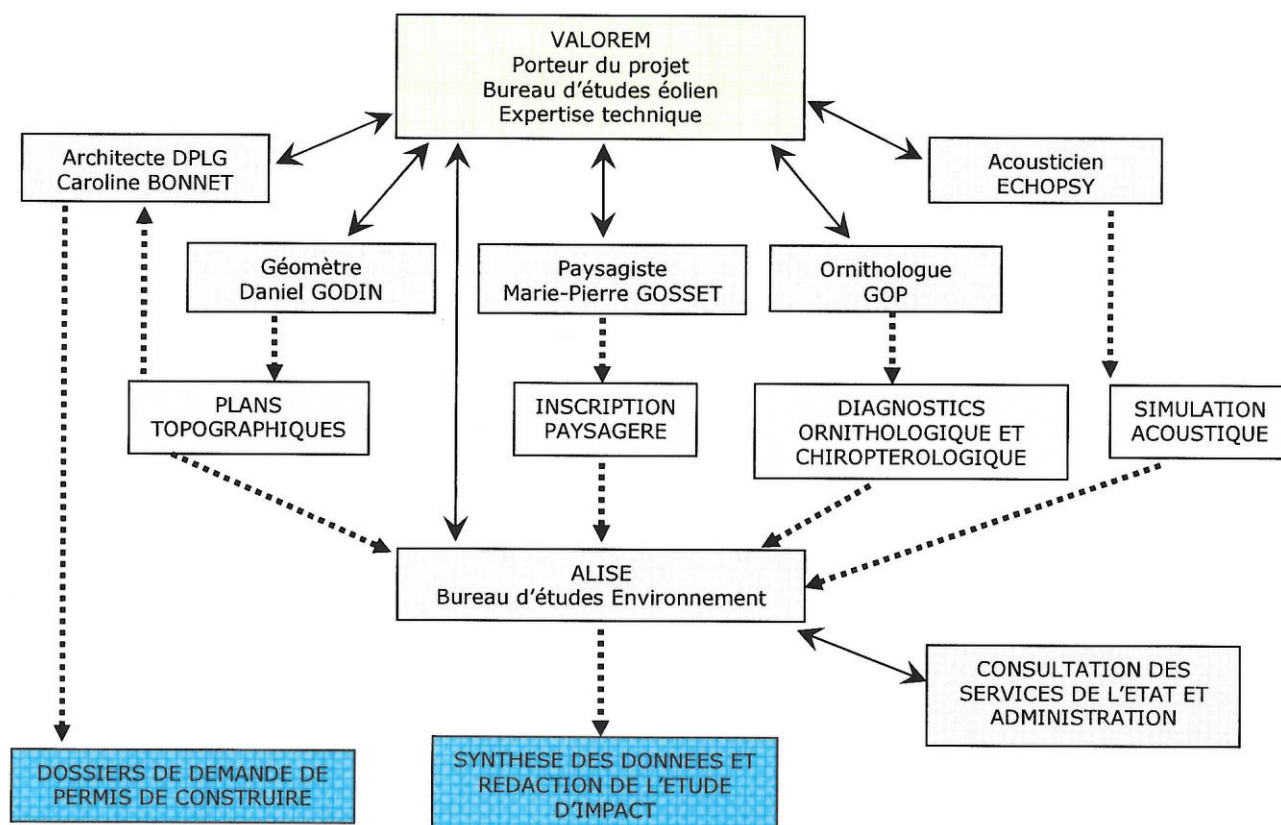 VALOREM
Porteur du projet
Bureau d'études éolien
Expertise technique
Architecte DPLG
Caroline BONNET
Acousticien
ECHOPSY
Géomètre
Daniel GODIN
Paysagiste
Marie-Pierre GOSSET
Ornithologue
GOP
PLANS
TOPOGRAPHIQUES
INSCRIPTION
PAYSAGERE
DIAGNOSTICS
ORNITHOLOGIQUE ET
CHIROPTEROLOGIQUE
SIMULATION
ACOUSTIQUE
ALISE
Bureau d'études Environnement
CONSULTATION DES
SERVICES DE L'ETAT ET
ADMINISTRATION
DOSSIERS DE DEMANDE DE
PERMIS DE CONSTRUIRE
SYNTHESE DES DONNEES ET
REDACTION DE L'ETUDE
D'IMPACT